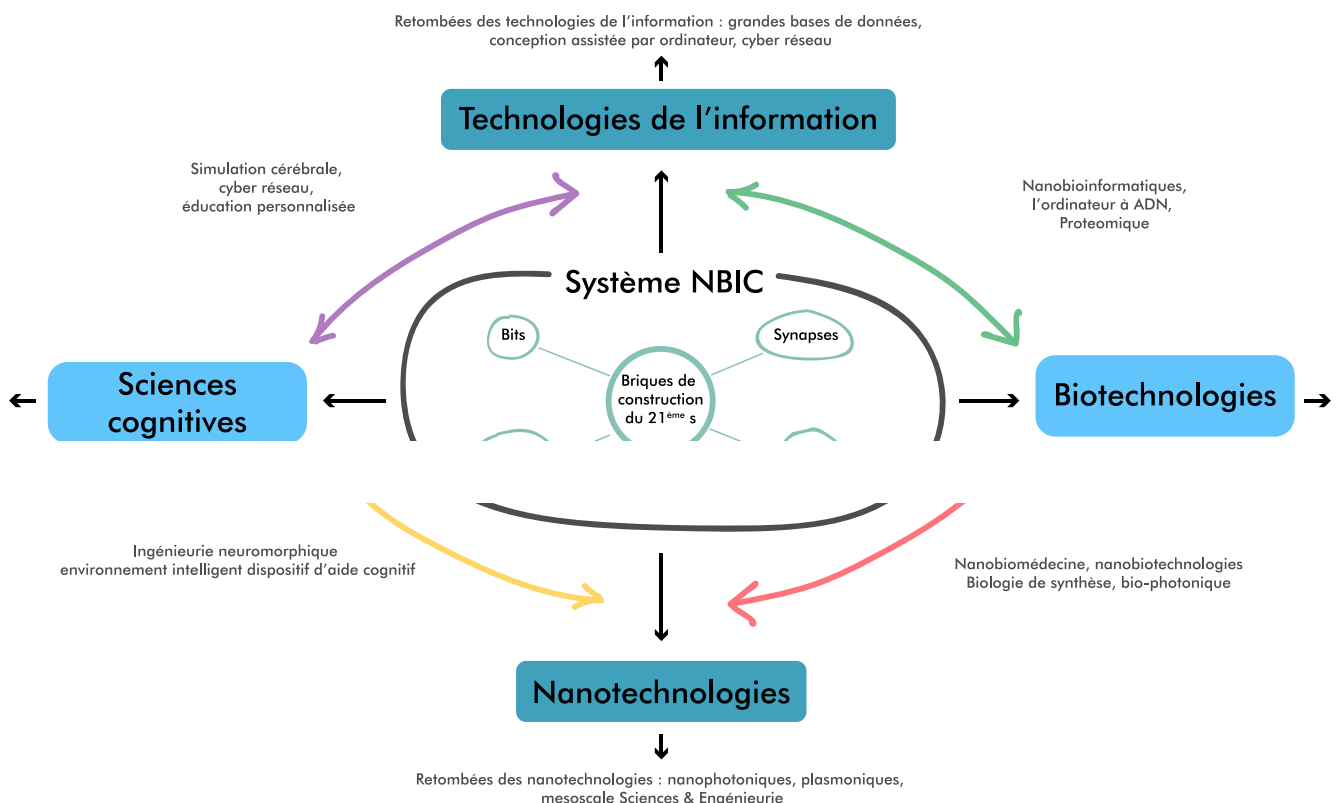 Retombées des technologies de l'information : grandes bases de données,
conception assistée par ordinateur, cyber réseau
Technologies de l'information
Simulation cérébrale,
cyber réseau,
éducation personnalisée
Nanobioinformatiques,
l'ordinateur à ADN,
Proteomique
Système NBIC
Bits
Synapses
Briques de
construction
du 21ème s
Sciences
cognitives
Biotechnologies
Ingénieurie neuromorphique
environnement intelligent dispositif d'aide cognitif
Nanobiomédecine, nanobiotechnologies
Biologie de synthèse, bio-photonique
Nanotechnologies
Retombées des nanotechnologies : nanophotoniques, plasmoniques,
mesoscale Sciences & Engénieurie